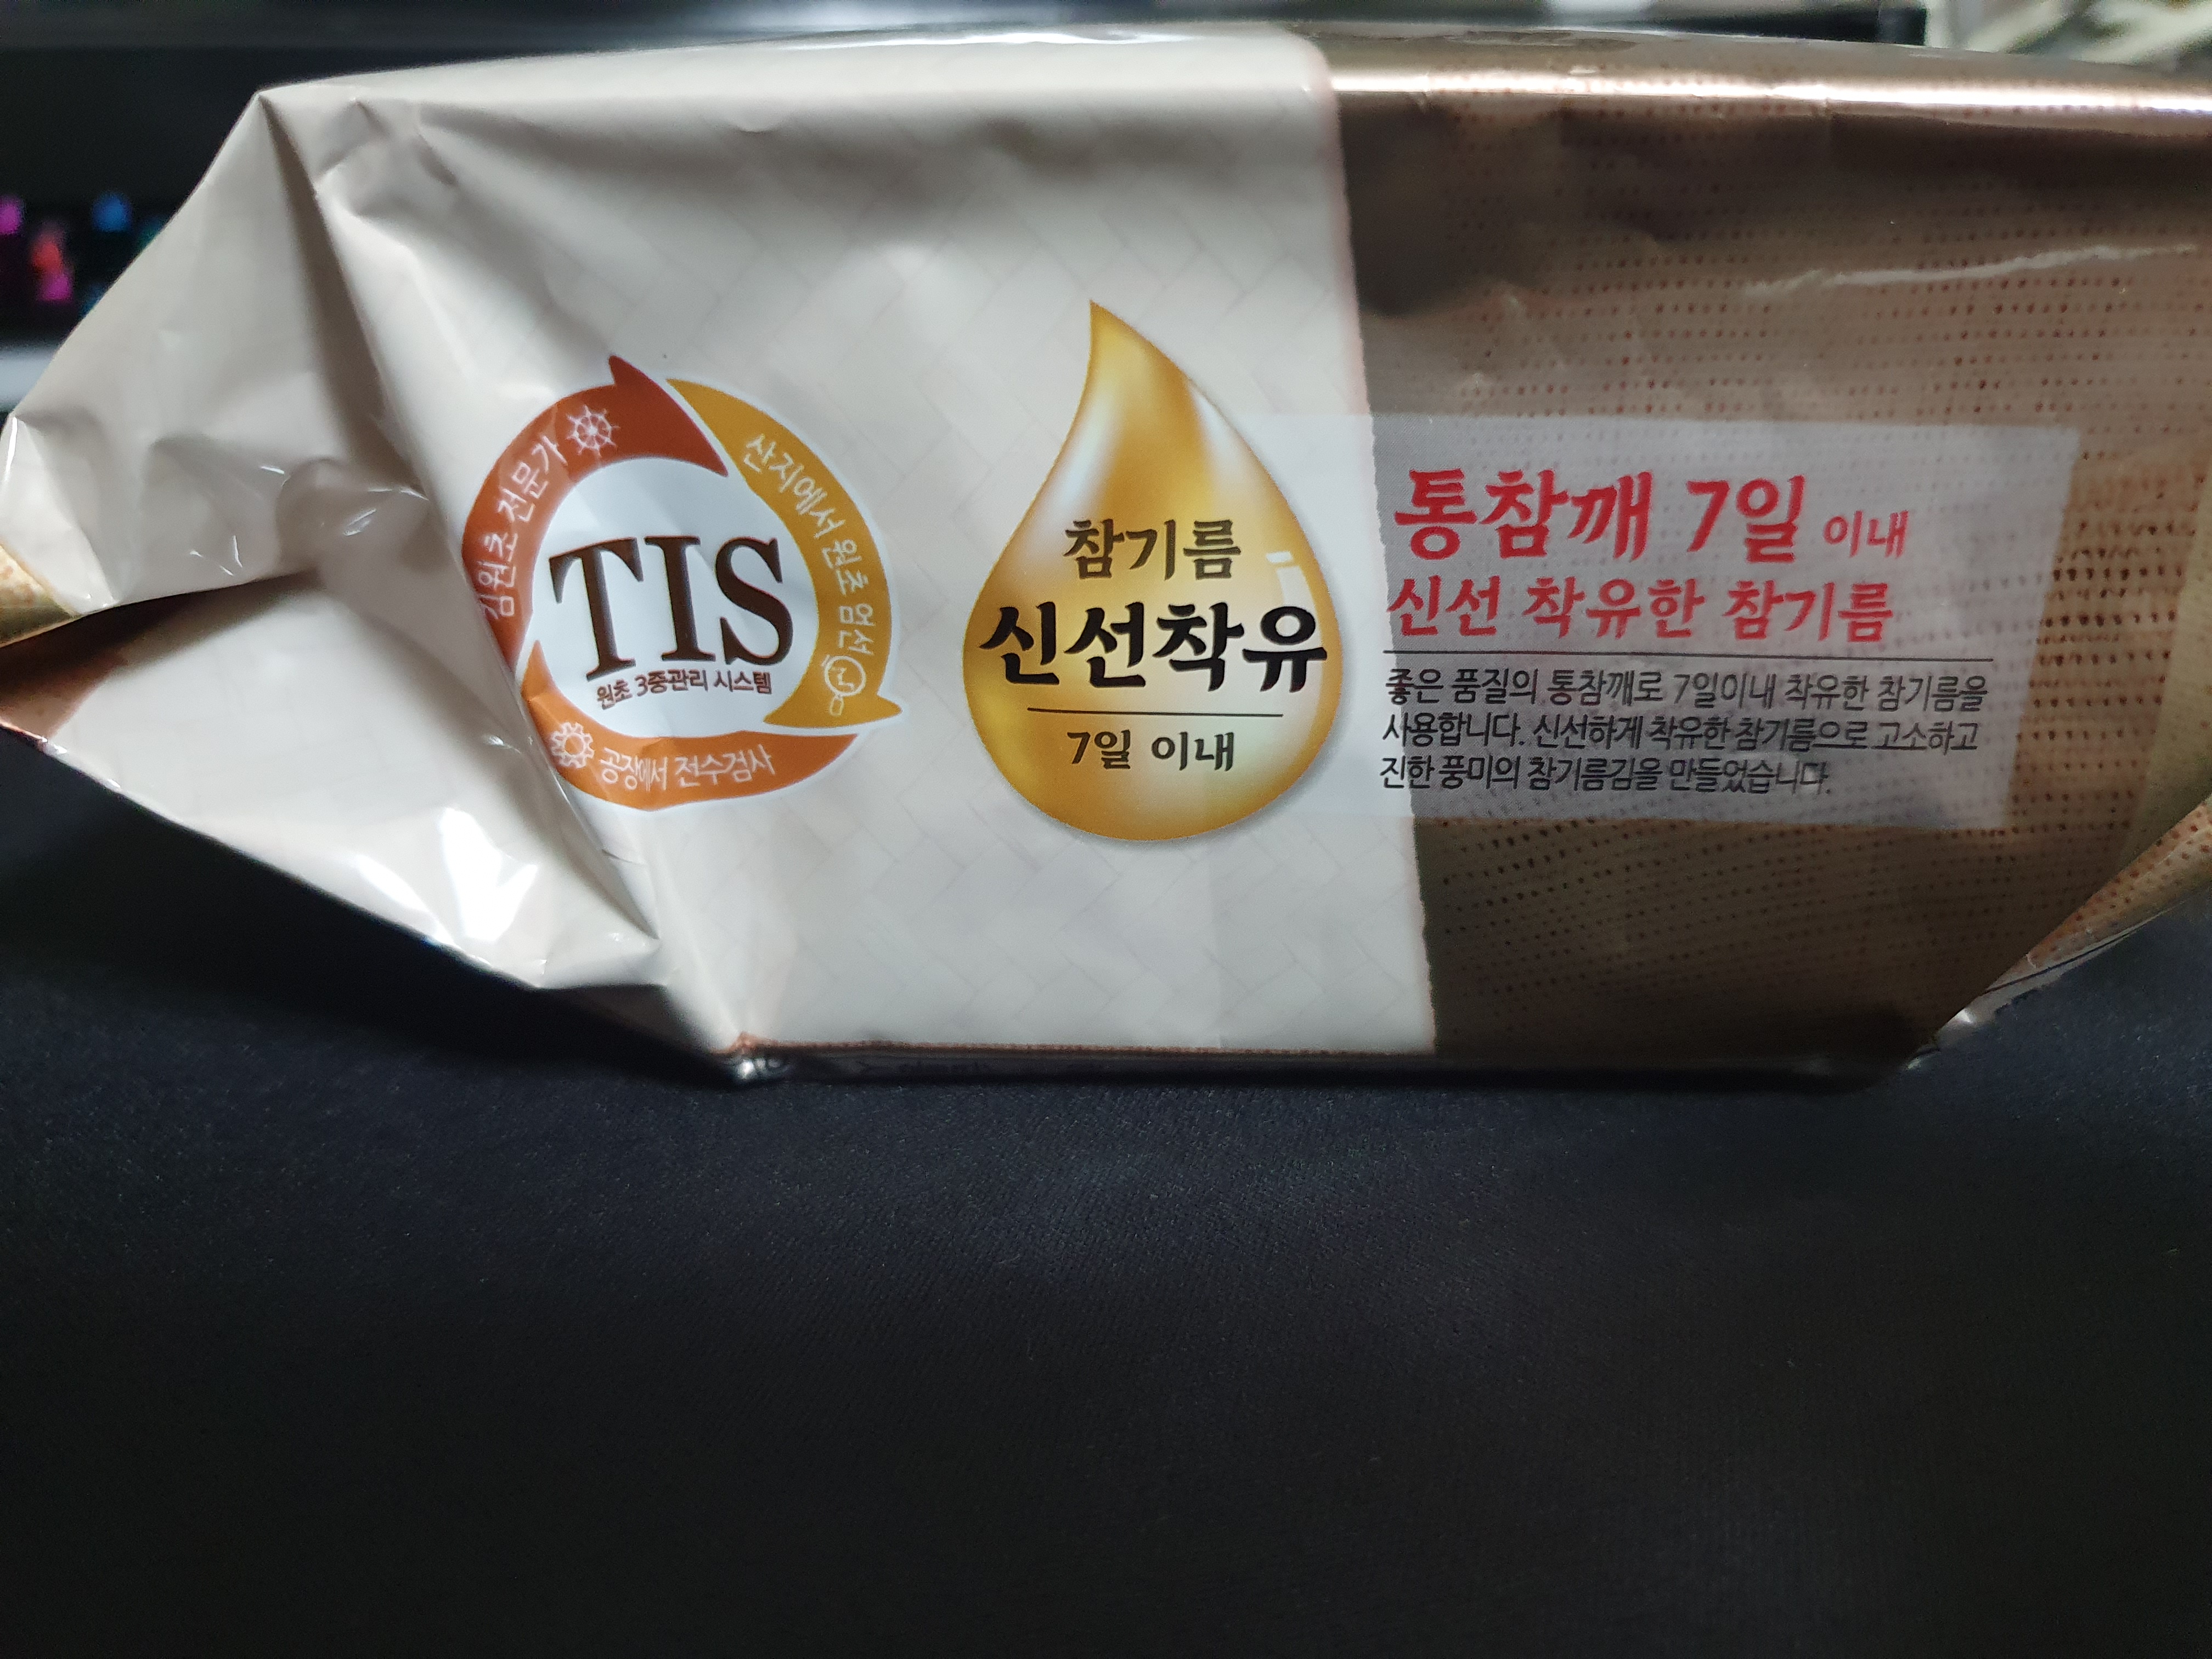 김원초 전문가
산지에서 원초 엄선
TIS
원초 3중관리 시스템
공장에서 전수검사
참기름
신선착유
7일 이내
통참깨 7일 이내
신선 착유한 참기름
좋은 품질의 통참깨로 7일이내 착유한 참기름을
사용합니다. 신선하게 착유한 참기름으로 고소하고
진한 풍미의 참기름김을 만들었습니다.